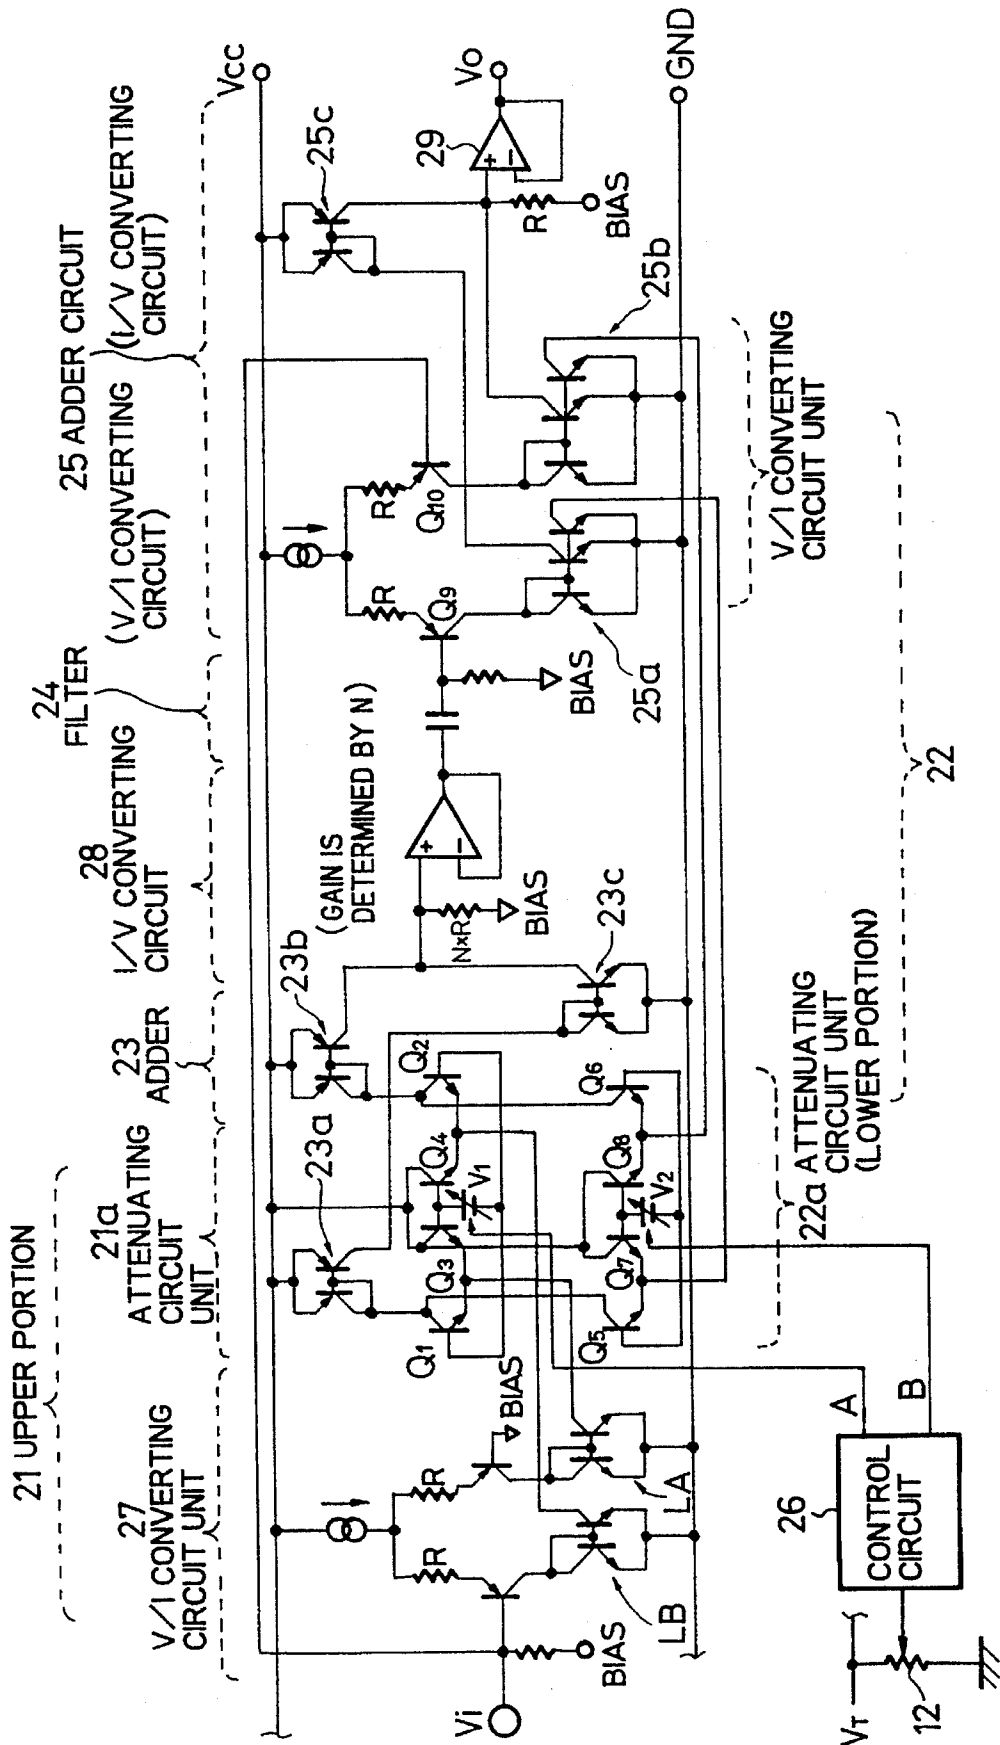 21 UPPER PORTION
27
V/I CONVERTING
CIRCUIT UNIT
21a
ATTENUATING
CIRCUIT
UNIT
23
ADDER
28
I/V CONVERTING
CIRCUIT
24
FILTER
25 ADDER CIRCUIT
(V/I CONVERTING
CIRCUIT)
(I/V CONVERTING
CIRCUIT)
Vcc
23a
23b
25c
(GAIN IS
DETERMINED BY N)
R
R
BIAS
Q1
Q3
Q4
Q2
V1
+
−
N×R
BIAS
R
R
Q9
Q10
BIAS
29
+
−
Vo
R
BIAS
Vi
BIAS
LB
LA
Q5
Q7
Q8
Q6
V2
23c
25a
25b
GND
V/I CONVERTING
CIRCUIT UNIT
22a ATTENUATING
CIRCUIT UNIT
(LOWER PORTION)
22
VT
12
26
CONTROL
CIRCUIT
A
B